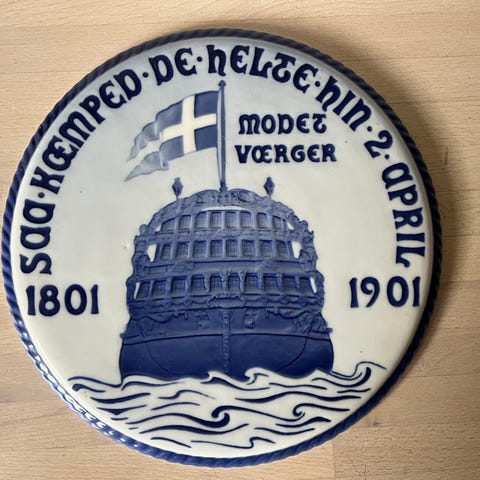 SAA · KÆMPED · DE · HELTE · HIN · 2 · APRIL
MODET
VÆRGER
1801
1901